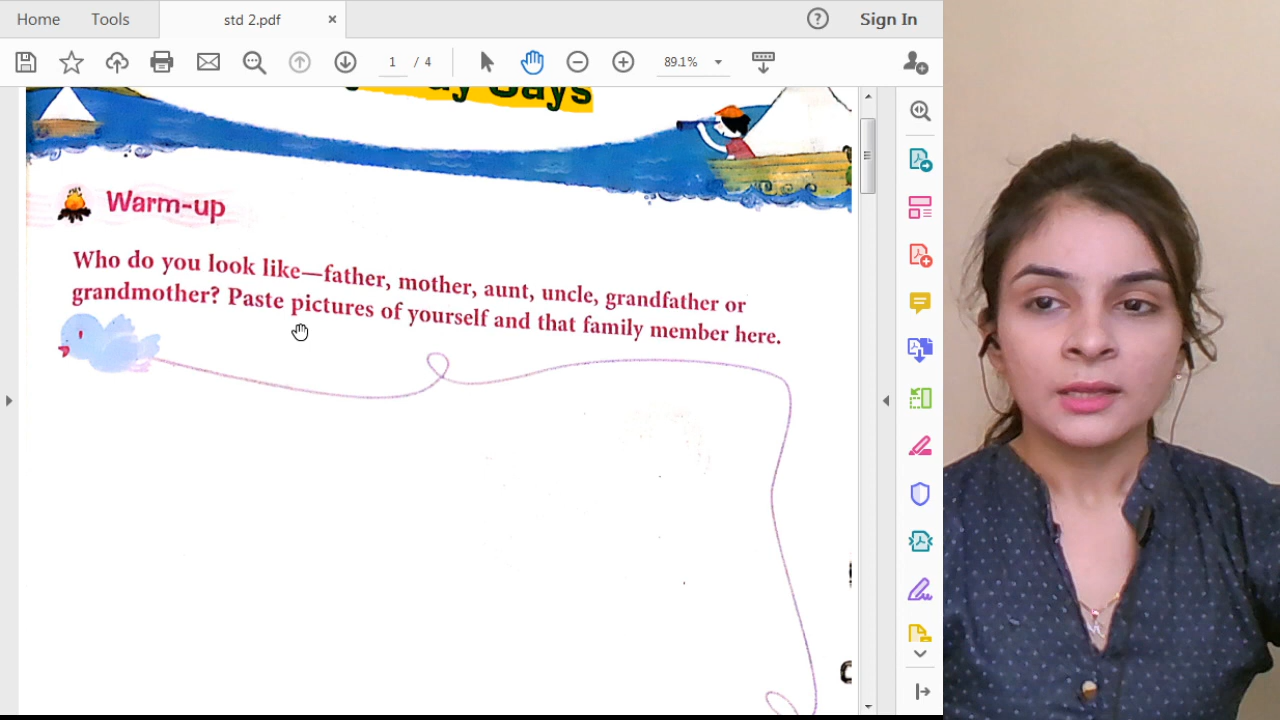 Home Tools std 2.pdf × ? Sign In
1 / 4 89.1%
Says
Warm-up
Who do you look like—father, mother, aunt, uncle, grandfather or
grandmother? Paste pictures of yourself and that family member here.